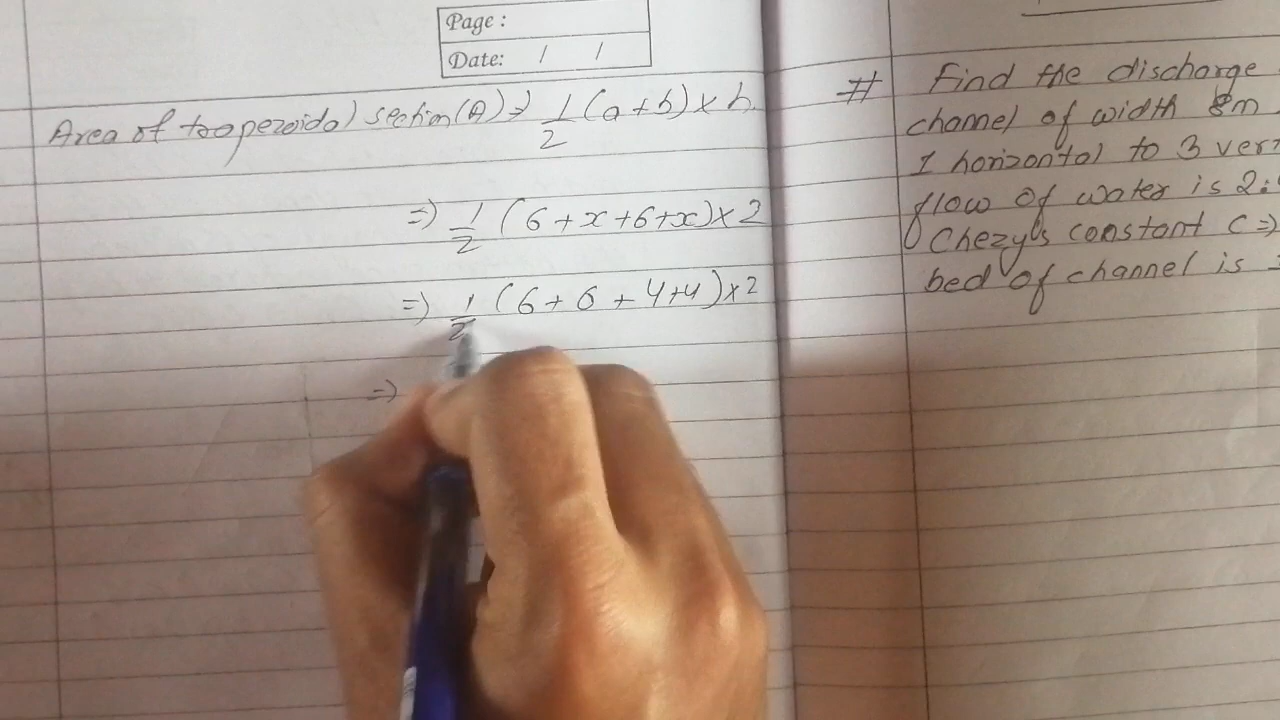 Page :
Date: / /
Area of trapezoidal section (A) => 1/2 (a+b) x h
=> 1/2 (6 + x + 6 + x) x 2
=> 1/2 (6 + 6 + 4+4) x 2
=>
# Find the discharge
channel of width 8m
1 horizontal to 3 vert
flow of water is 2.
Chezy's constant C =>
bed of channel is